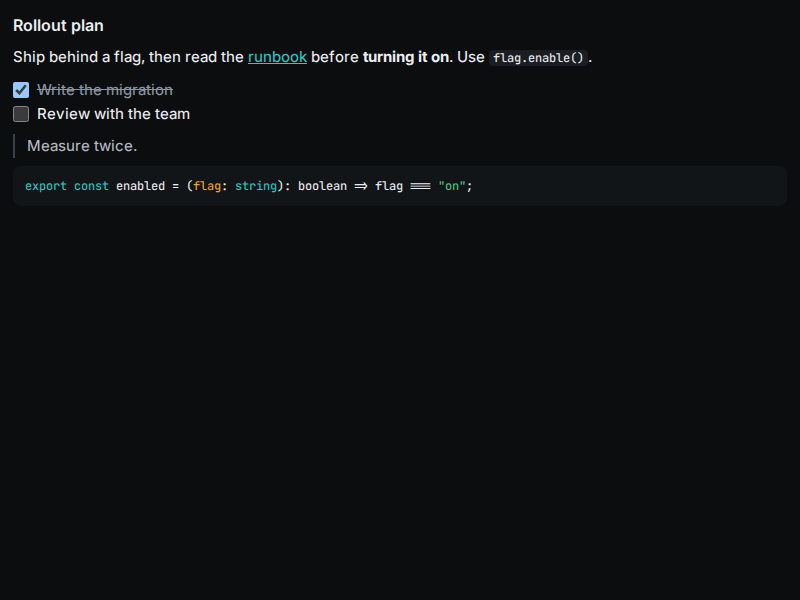 Rollout plan
Ship behind a flag, then read the runbook before turning it on. Use flag.enable().
Write the migration
Review with the team
Measure twice.
export const enabled = (flag: string): boolean => flag === "on";